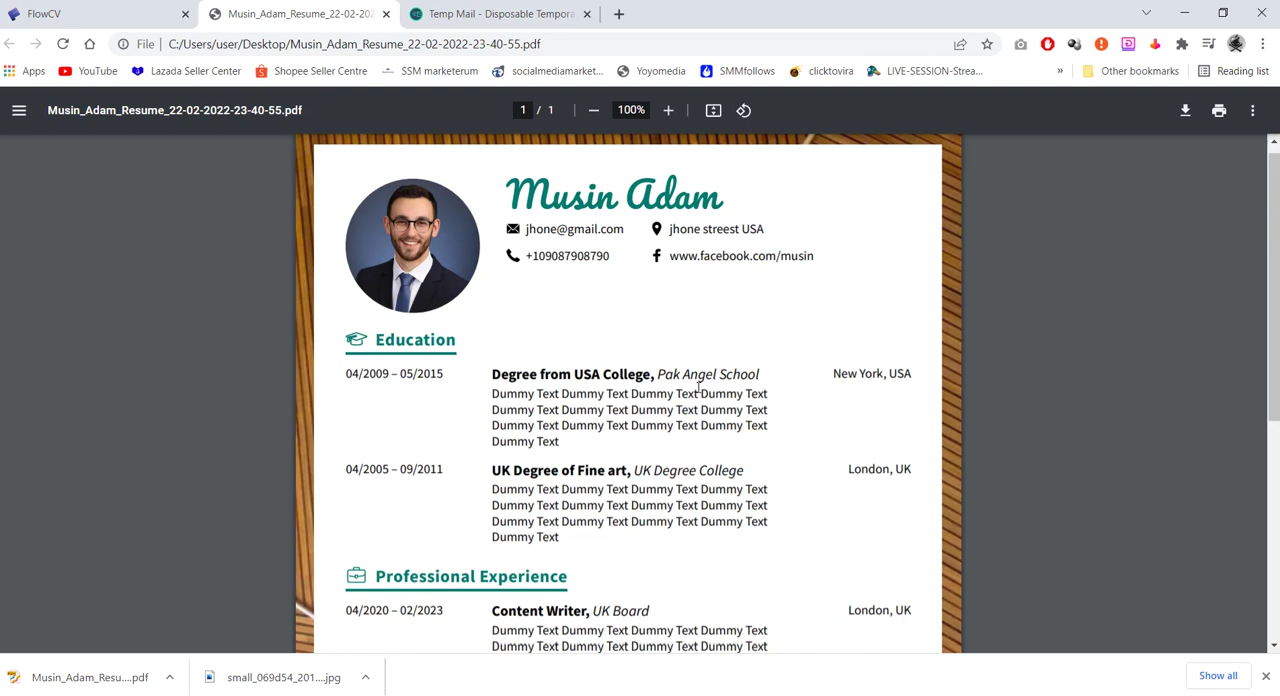 FlowCV
Musin_Adam_Resume_22-02-202
Temp Mail - Disposable Tempora
File
C:/Users/user/Desktop/Musin_Adam_Resume_22-02-2022-23-40-55.pdf
Apps
YouTube
Lazada Seller Center
Shopee Seller Centre
SSM marketerum
socialmediamarket...
Yoyomedia
SMMfollows
clicktovira
LIVE-SESSION-Strea...
»
Other bookmarks
Reading list
Musin_Adam_Resume_22-02-2022-23-40-55.pdf
1 / 1
100%
Musin Adam
jhone@gmail.com
jhone streest USA
+109087908790
www.facebook.com/musin
Education
04/2009 – 05/2015
Degree from USA College, Pak Angel School
New York, USA
Dummy Text Dummy Text Dummy Text Dummy Text
Dummy Text Dummy Text Dummy Text Dummy Text
Dummy Text Dummy Text Dummy Text Dummy Text
Dummy Text
04/2005 – 09/2011
UK Degree of Fine art, UK Degree College
London, UK
Dummy Text Dummy Text Dummy Text Dummy Text
Dummy Text Dummy Text Dummy Text Dummy Text
Dummy Text Dummy Text Dummy Text Dummy Text
Dummy Text
Professional Experience
04/2020 – 02/2023
Content Writer, UK Board
London, UK
Dummy Text Dummy Text Dummy Text Dummy Text
Dummy Text Dummy Text Dummy Text Dummy Text
Musin_Adam_Resu....pdf
small_069d54_201....jpg
Show all